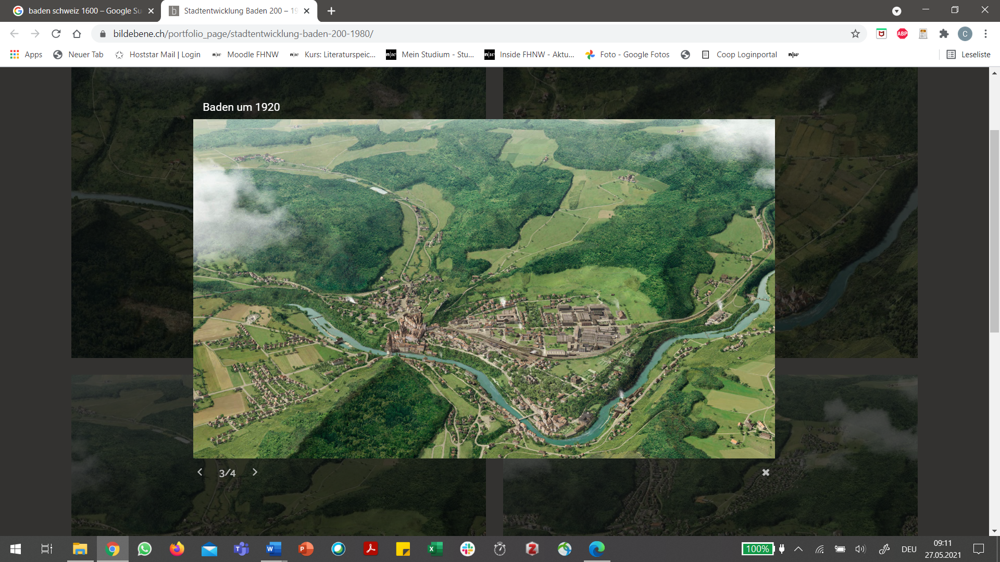 baden schweiz 1600 – Google Su
Stadtentwicklung Baden 200 – 19
bildebene.ch/portfolio_page/stadtentwicklung-baden-200-1980/
ABP
C
Apps
Neuer Tab
Hoststar Mail | Login
n|w Moodle FHNW
n|w Kurs: Literaturspeic...
n|w Mein Studium - Stu...
n|w Inside FHNW - Aktu...
Foto - Google Fotos
Coop Loginportal
n|w
Leseliste
Baden um 1920
3/4
100%
DEU
09:11
27.05.2021